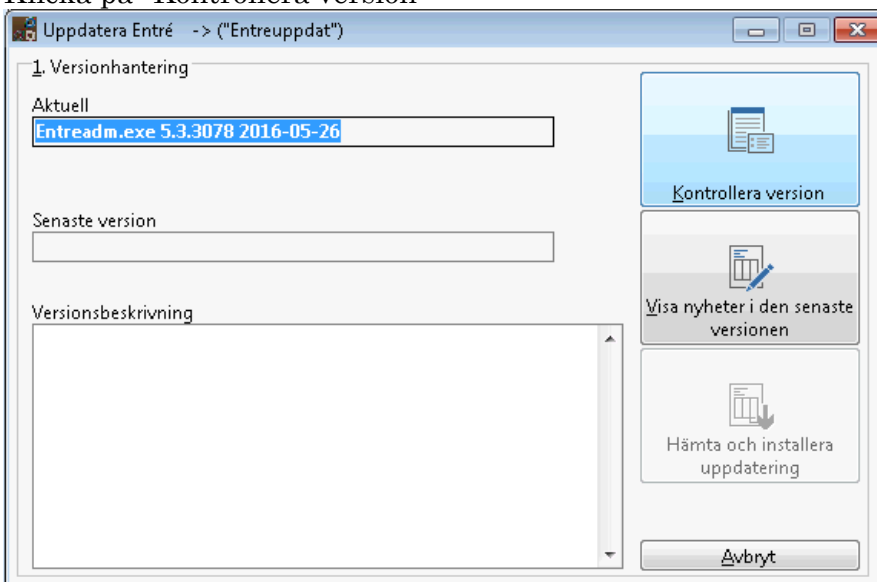 Klicka på "Kontrollera version"
Uppdatera Entré -> ("Entreuppdat")
1. Versionhantering
Aktuell
Entreadm.exe 5.3.3078 2016-05-26
Kontrollera version
Senaste version
Visa nyheter i den senaste
versionen
Versionsbeskrivning
Hämta och installera
uppdatering
Avbryt